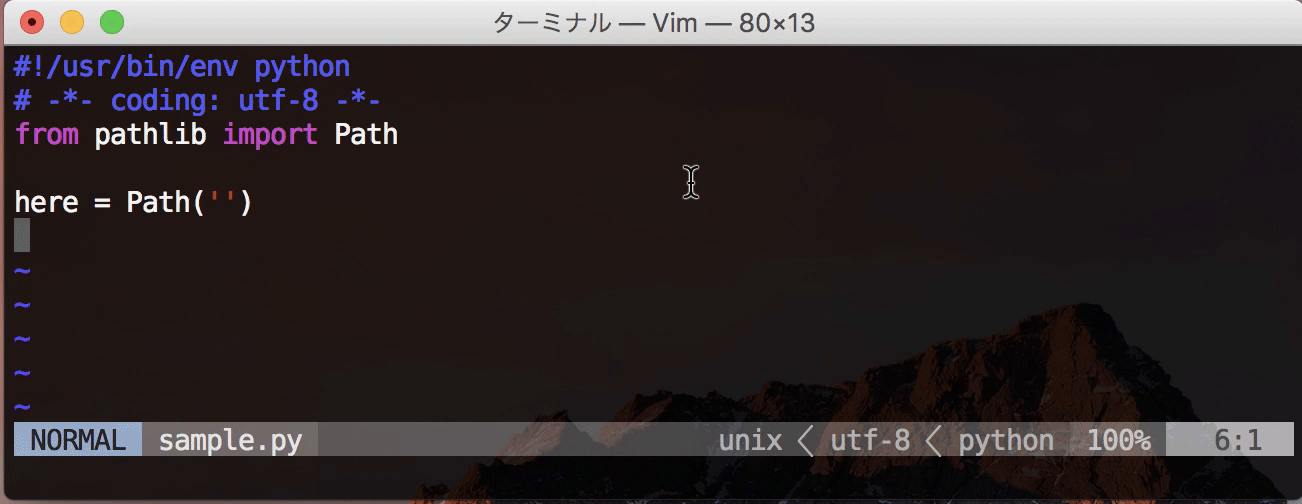 ターミナル — Vim — 80×13
#!/usr/bin/env python
# -*- coding: utf-8 -*-
from pathlib import Path
here = Path('')
~
~
~
~
~
NORMAL sample.py unix < utf-8 < python 100% 6:1